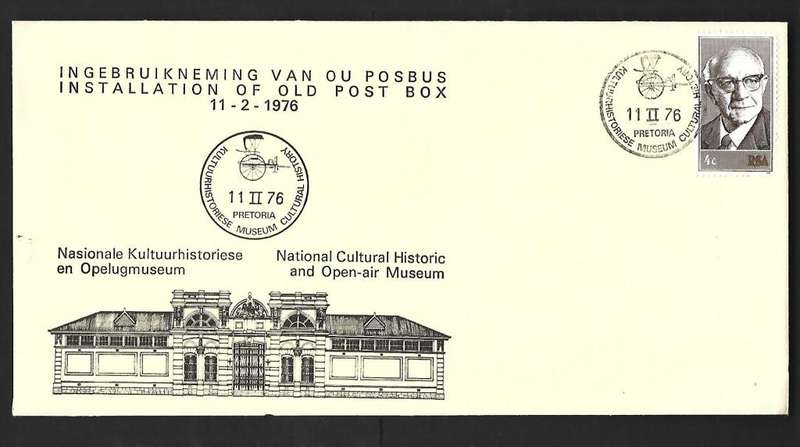 INGEBRUIKNEMING VAN OU POSBUS
INSTALLATION OF OLD POST BOX
11-2-1976
KULTUURHISTORIESE MUSEUM CULTURAL HISTORY
11 II 76
PRETORIA
Nasionale Kultuurhistoriese
en Opelugmuseum
National Cultural Historic
and Open-air Museum
KULTUURHISTORIESE MUSEUM CULTURAL HISTORY
11 II 76
PRETORIA
4c
RSA